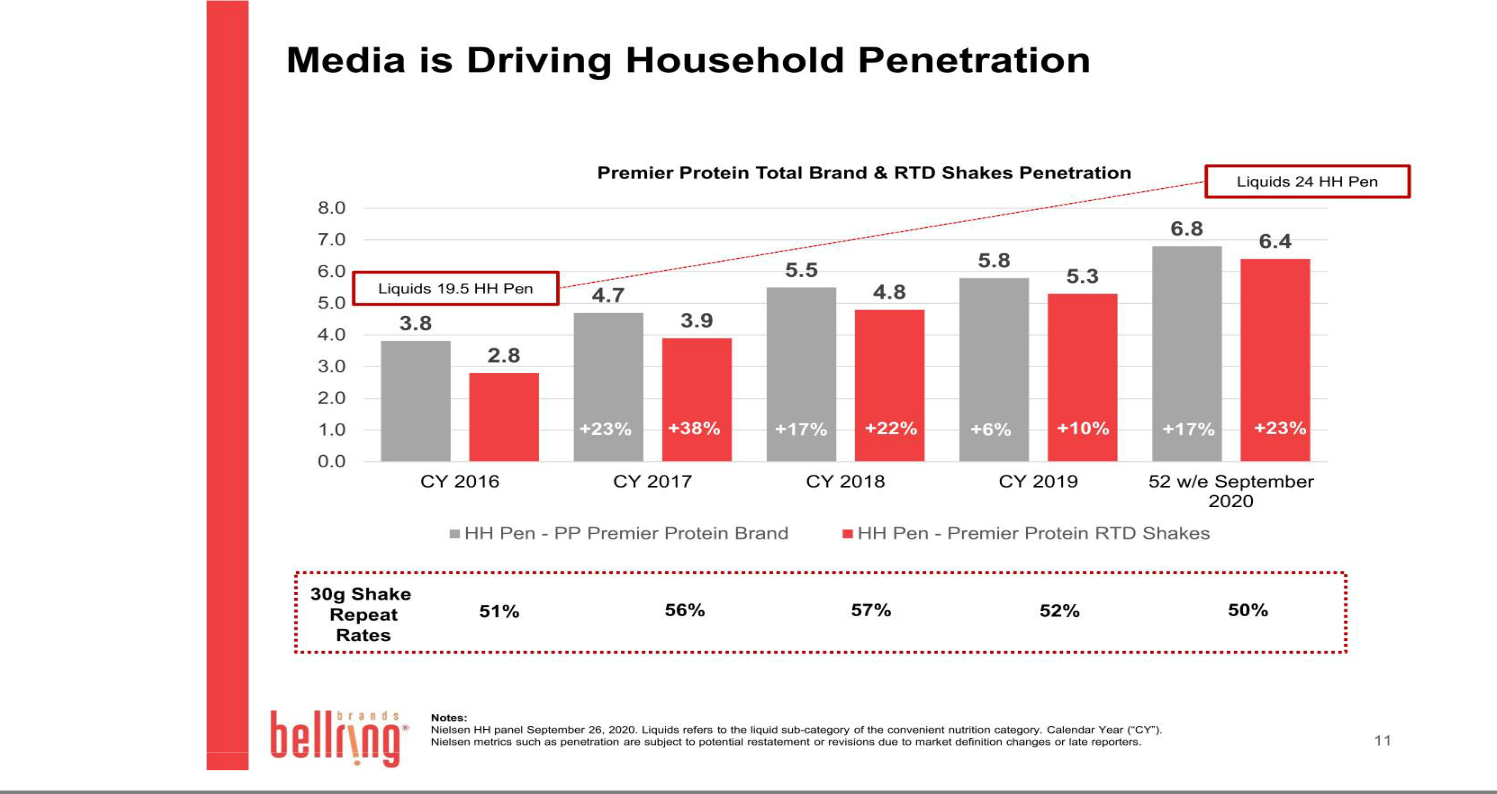 Media is Driving Household Penetration
Premier Protein Total Brand & RTD Shakes Penetration
Liquids 24 HH Pen
Liquids 19.5 HH Pen
8.0
7.0
6.0
5.0
4.0
3.0
2.0
1.0
0.0
3.8
2.8
4.7
3.9
5.5
4.8
5.8
5.3
6.8
6.4
+23%
+38%
+17%
+22%
+6%
+10%
+17%
+23%
CY 2016
CY 2017
CY 2018
CY 2019
52 w/e September
2020
HH Pen - PP Premier Protein Brand
HH Pen - Premier Protein RTD Shakes
30g Shake
Repeat
Rates
51%
56%
57%
52%
50%
brands
bellring®
Notes:
Nielsen HH panel September 26, 2020. Liquids refers to the liquid sub-category of the convenient nutrition category. Calendar Year (“CY”).
Nielsen metrics such as penetration are subject to potential restatement or revisions due to market definition changes or late reporters.
11